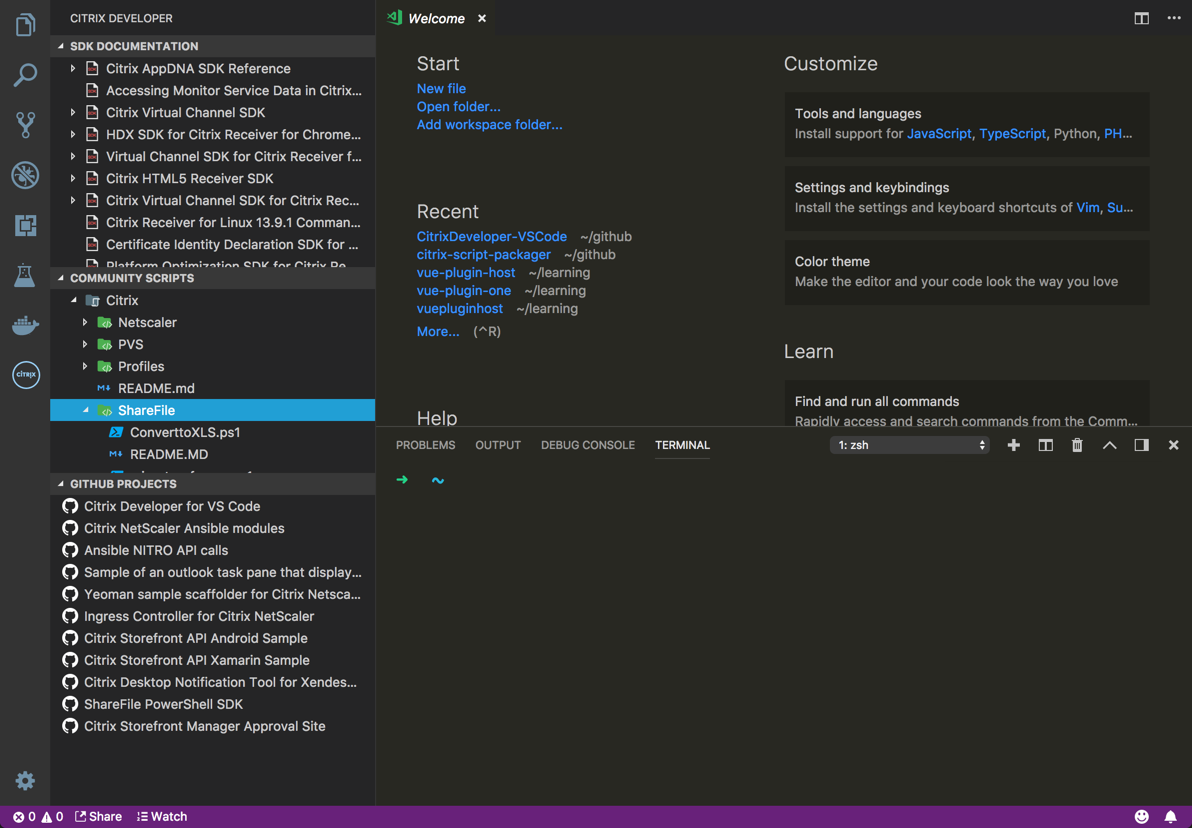 CITRIX DEVELOPER
SDK DOCUMENTATION
Citrix AppDNA SDK Reference
Accessing Monitor Service Data in Citrix...
Citrix Virtual Channel SDK
HDX SDK for Citrix Receiver for Chrome...
Virtual Channel SDK for Citrix Receiver f...
Citrix HTML5 Receiver SDK
Citrix Virtual Channel SDK for Citrix Rec...
Citrix Receiver for Linux 13.9.1 Comman...
Certificate Identity Declaration SDK for ...
Platform Optimization SDK for Citrix Re
COMMUNITY SCRIPTS
Citrix
Netscaler
PVS
Profiles
README.md
ShareFile
ConverttoXLS.ps1
README.MD
GITHUB PROJECTS
Citrix Developer for VS Code
Citrix NetScaler Ansible modules
Ansible NITRO API calls
Sample of an outlook task pane that display...
Yeoman sample scaffolder for Citrix Netsca...
Ingress Controller for Citrix NetScaler
Citrix Storefront API Android Sample
Citrix Storefront API Xamarin Sample
Citrix Desktop Notification Tool for Xendes...
ShareFile PowerShell SDK
Citrix Storefront Manager Approval Site
CITRIX
Welcome
Start
New file
Open folder...
Add workspace folder...
Recent
CitrixDeveloper-VSCode ~/github
citrix-script-packager ~/github
vue-plugin-host ~/learning
vue-plugin-one ~/learning
vuepluginhost ~/learning
More... (^R)
Help
Customize
Tools and languages
Install support for JavaScript, TypeScript, Python, PH...
Settings and keybindings
Install the settings and keyboard shortcuts of Vim, Su...
Color theme
Make the editor and your code look the way you love
Learn
Find and run all commands
Rapidly access and search commands from the Comm...
PROBLEMS OUTPUT DEBUG CONSOLE TERMINAL 1: zsh
→ ~
0 0 Share Watch